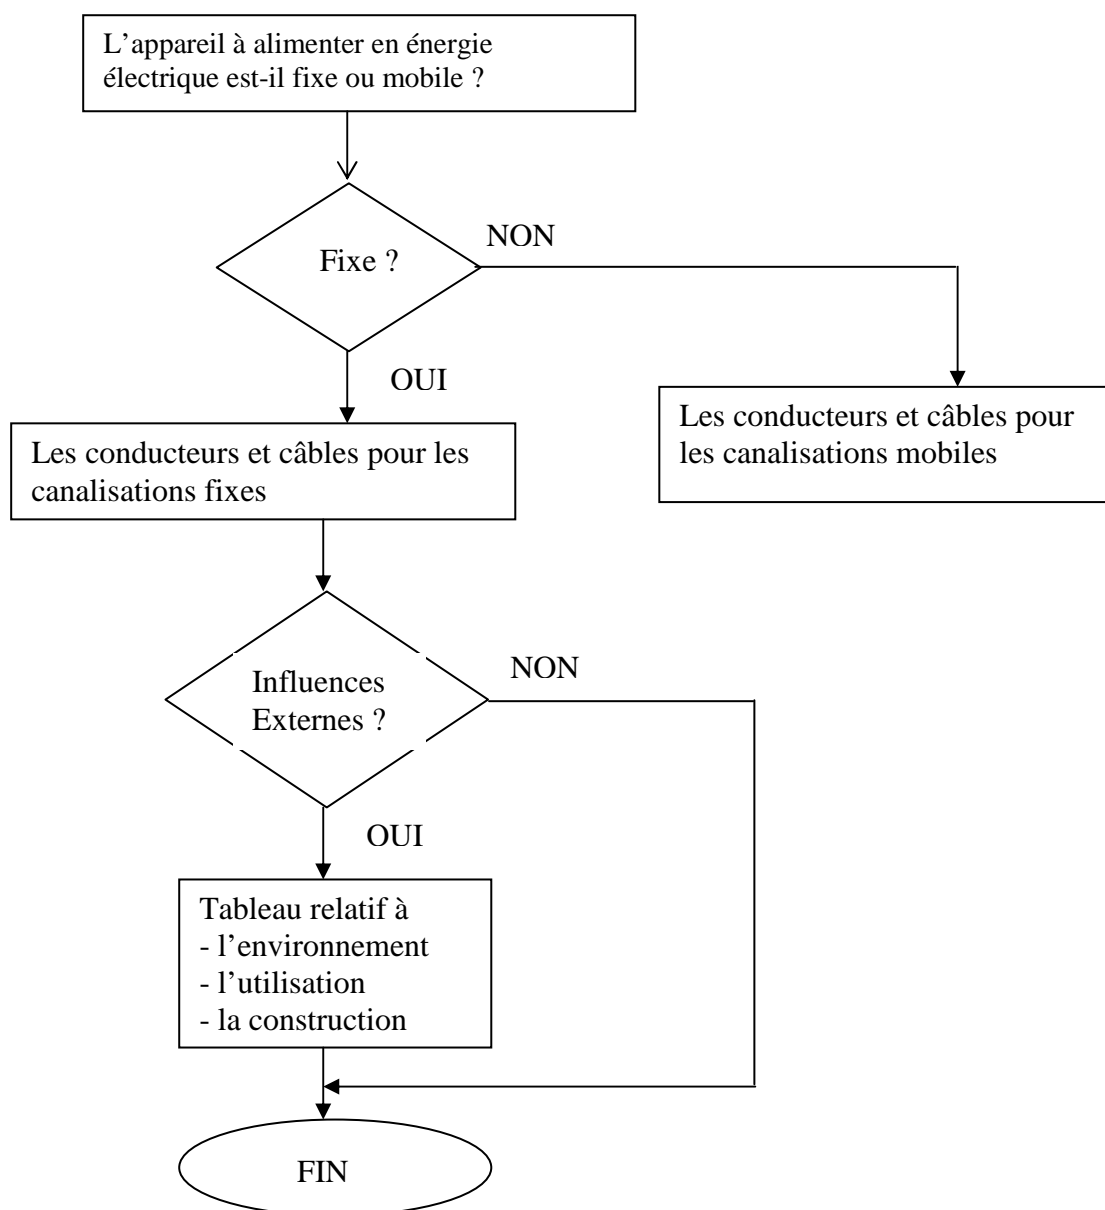 L’appareil à alimenter en énergie
électrique est-il fixe ou mobile ?
Fixe ?
NON
OUI
Les conducteurs et câbles pour
les canalisations mobiles
Les conducteurs et câbles pour les
canalisations fixes
Influences
Externes ?
NON
OUI
Tableau relatif à
- l’environnement
- l’utilisation
- la construction
FIN